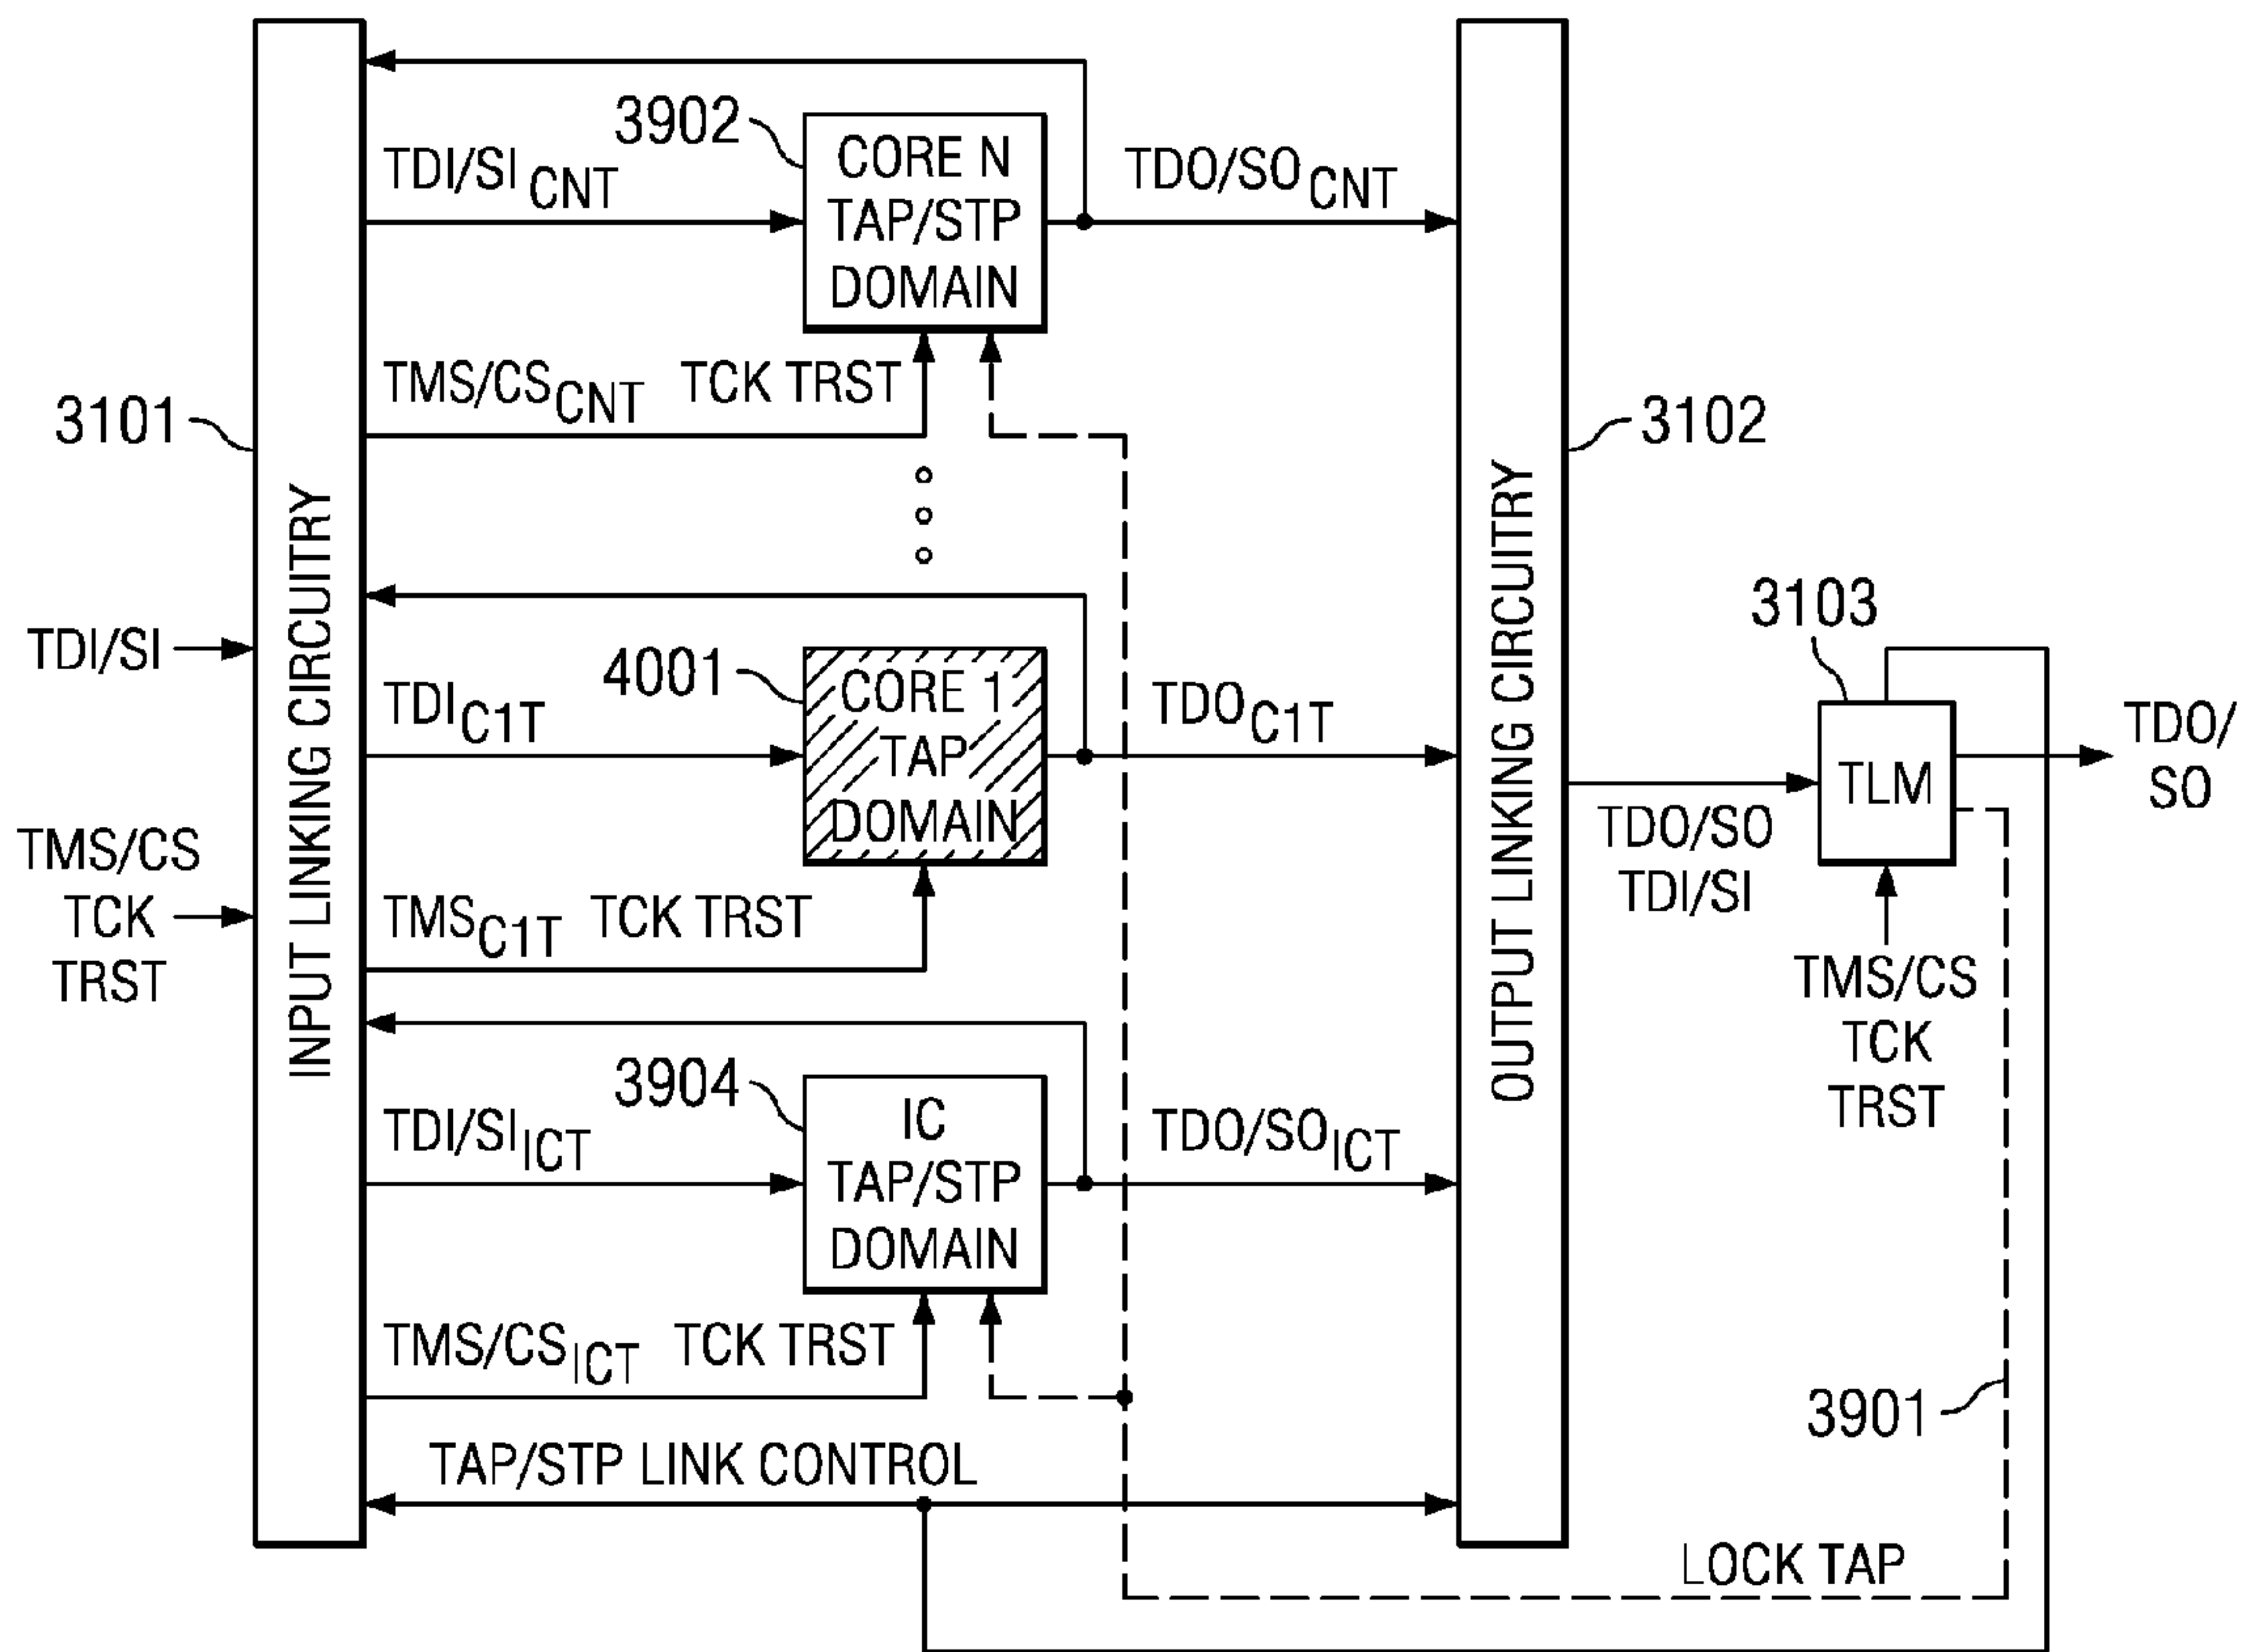 3902
CORE N
TAP/STP
DOMAIN
TDI/SI CNT
TDO/SO CNT
TMS/CS CNT TCK TRST
3101
INPUT LINKING CIRCUITRY
3102
OUTPUT LINKING CIRCUITRY
TDI/SI
TMS/CS
TCK
TRST
4001
CORE 1
TAP
DOMAIN
TDI C1T
TDO C1T
TMS C1T TCK TRST
3103
TLM
TDO/
SO
TDO/SO
TDI/SI
TMS/CS
TCK
TRST
3904
IC
TAP/STP
DOMAIN
TDI/SI ICT
TDO/SO ICT
TMS/CS ICT TCK TRST
3901
TAP/STP LINK CONTROL
LOCK TAP